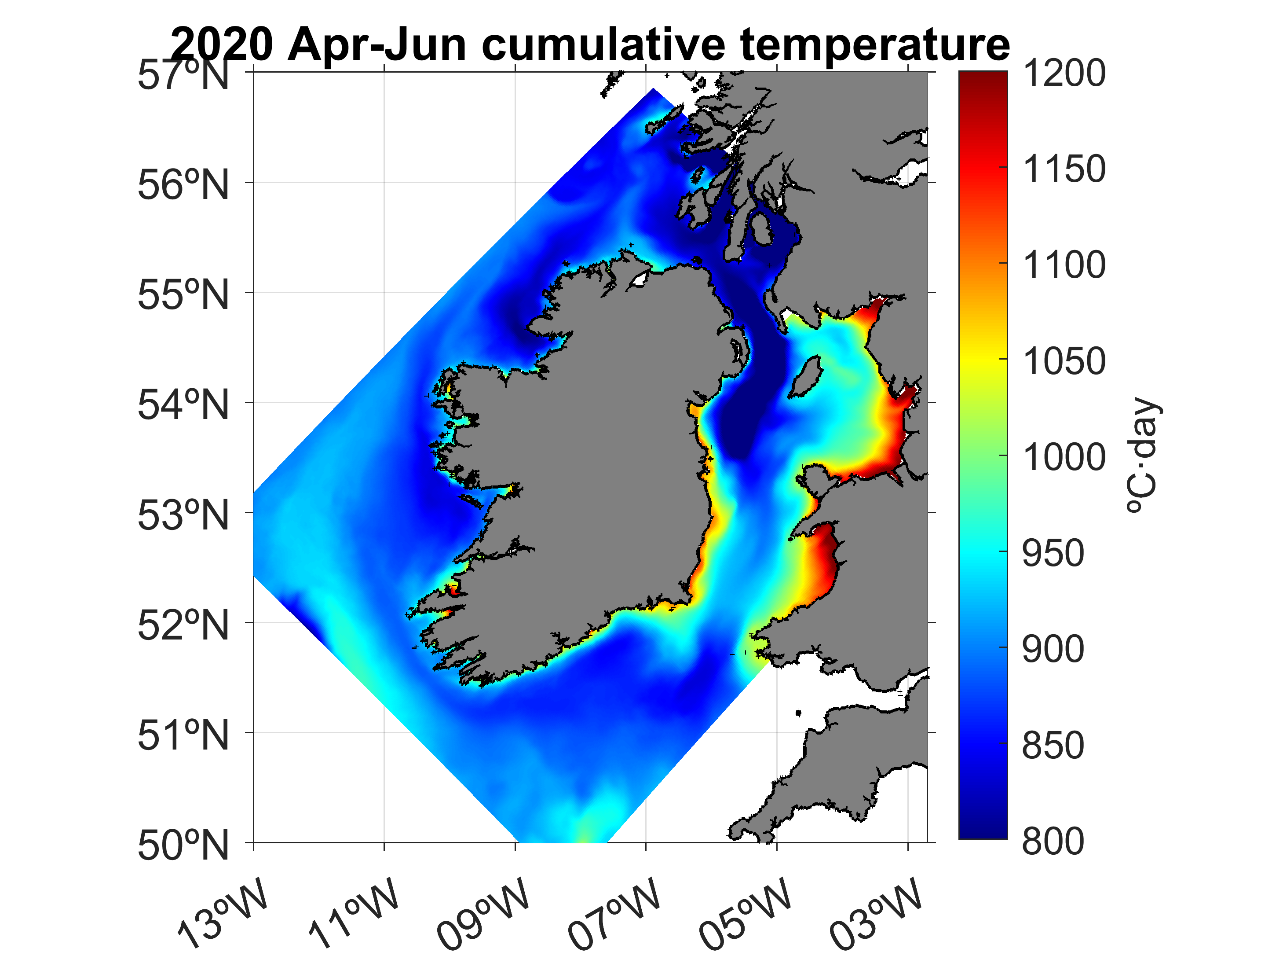 2020 Apr-Jun cumulative temperature
57ºN
56ºN
55ºN
54ºN
53ºN
52ºN
51ºN
50ºN
13ºW
11ºW
09ºW
07ºW
05ºW
03ºW
1200
1150
1100
1050
1000
950
900
850
800
ºC·day